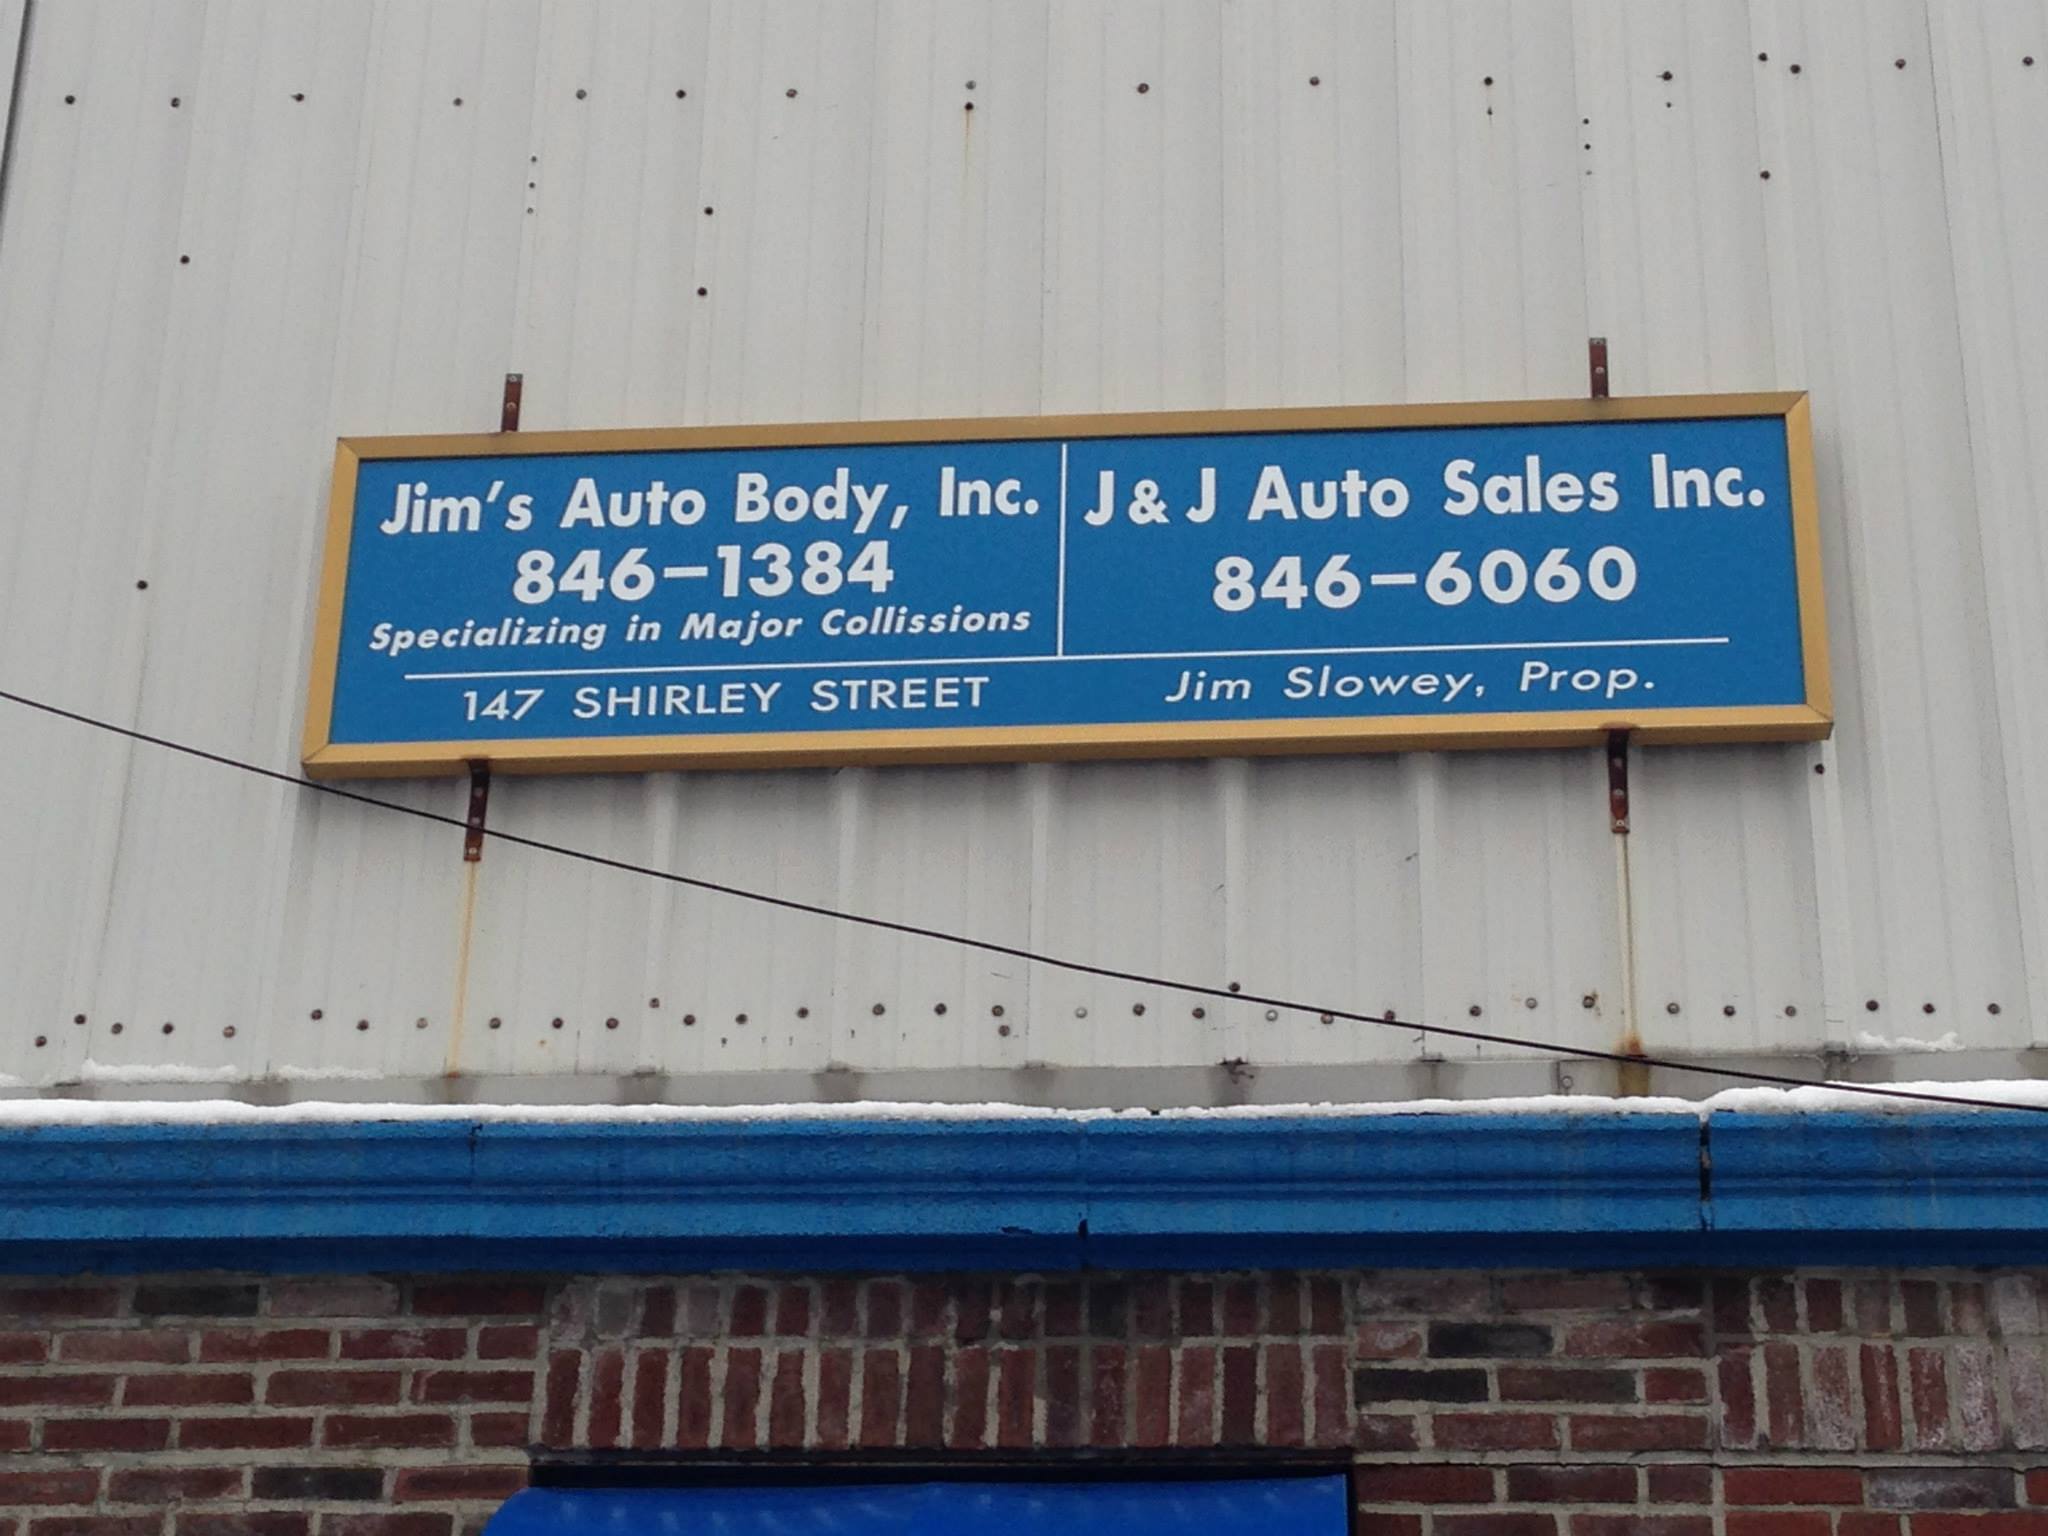 Jim's Auto Body, Inc.
846-1384
Specializing in Major Collissions
J & J Auto Sales Inc.
846-6060
147 SHIRLEY STREET
Jim Slowey, Prop.